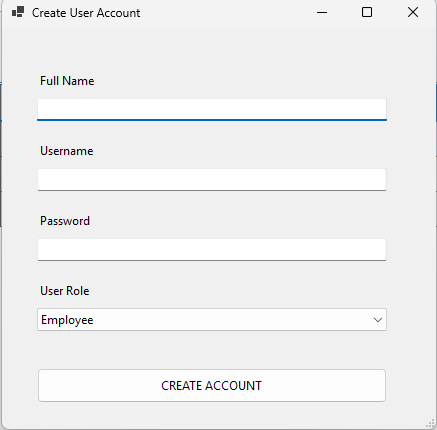 Create User Account
Full Name
Username
Password
User Role
Employee
CREATE ACCOUNT